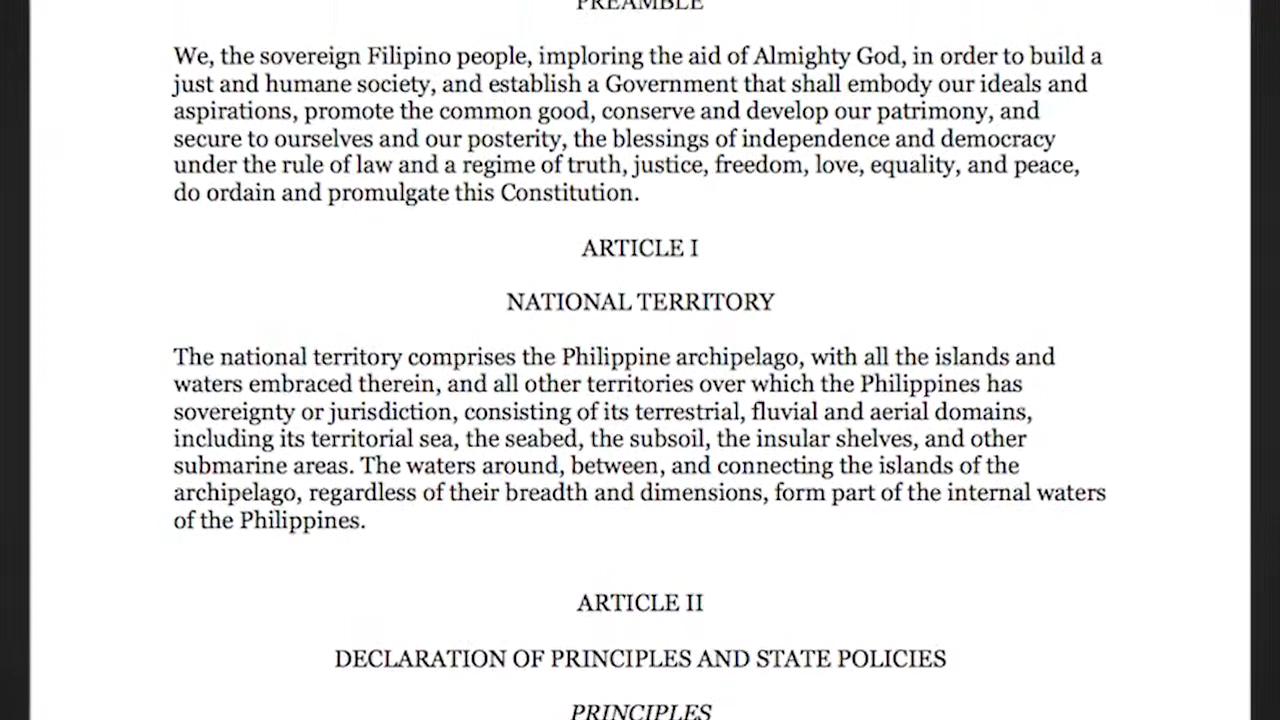 PREAMBLE
We, the sovereign Filipino people, imploring the aid of Almighty God, in order to build a
just and humane society, and establish a Government that shall embody our ideals and
aspirations, promote the common good, conserve and develop our patrimony, and
secure to ourselves and our posterity, the blessings of independence and democracy
under the rule of law and a regime of truth, justice, freedom, love, equality, and peace,
do ordain and promulgate this Constitution.
ARTICLE I
NATIONAL TERRITORY
The national territory comprises the Philippine archipelago, with all the islands and
waters embraced therein, and all other territories over which the Philippines has
sovereignty or jurisdiction, consisting of its terrestrial, fluvial and aerial domains,
including its territorial sea, the seabed, the subsoil, the insular shelves, and other
submarine areas. The waters around, between, and connecting the islands of the
archipelago, regardless of their breadth and dimensions, form part of the internal waters
of the Philippines.
ARTICLE II
DECLARATION OF PRINCIPLES AND STATE POLICIES
PRINCIPLES